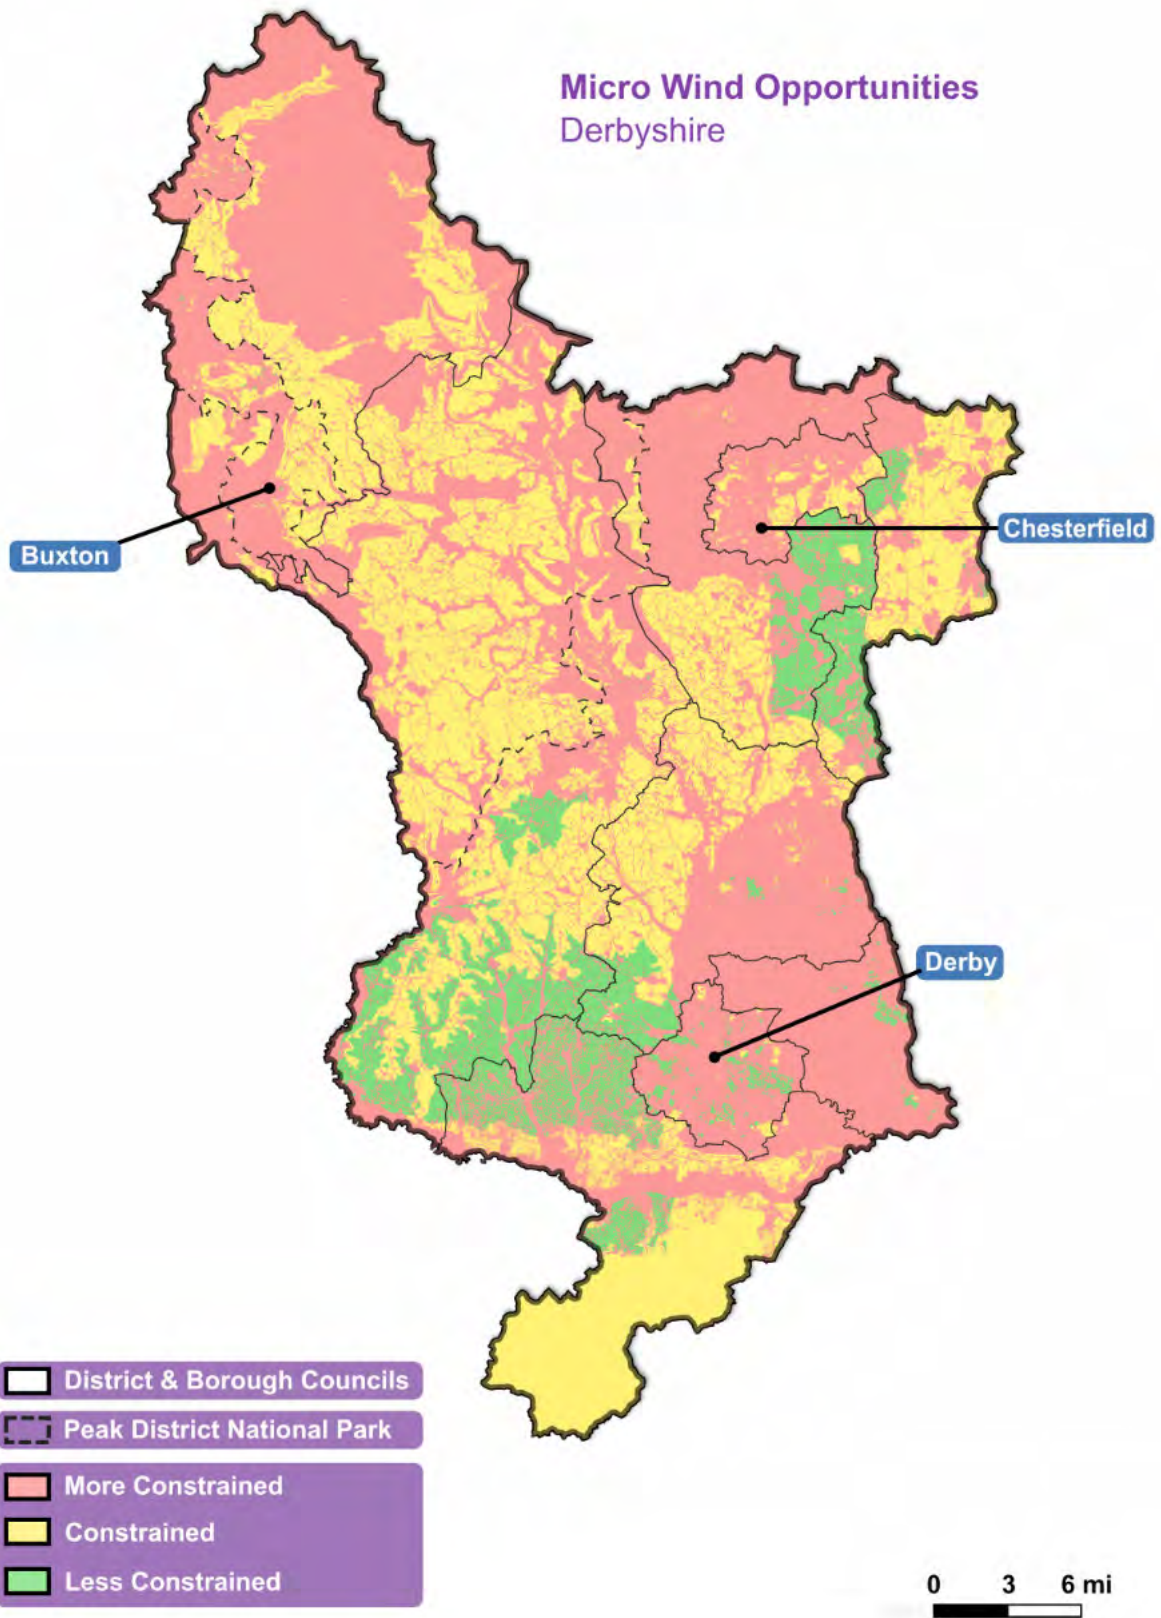 Micro Wind Opportunities
Derbyshire
Buxton
Chesterfield
Derby
District & Borough Councils
Peak District National Park
More Constrained
Constrained
Less Constrained
0 3 6 mi